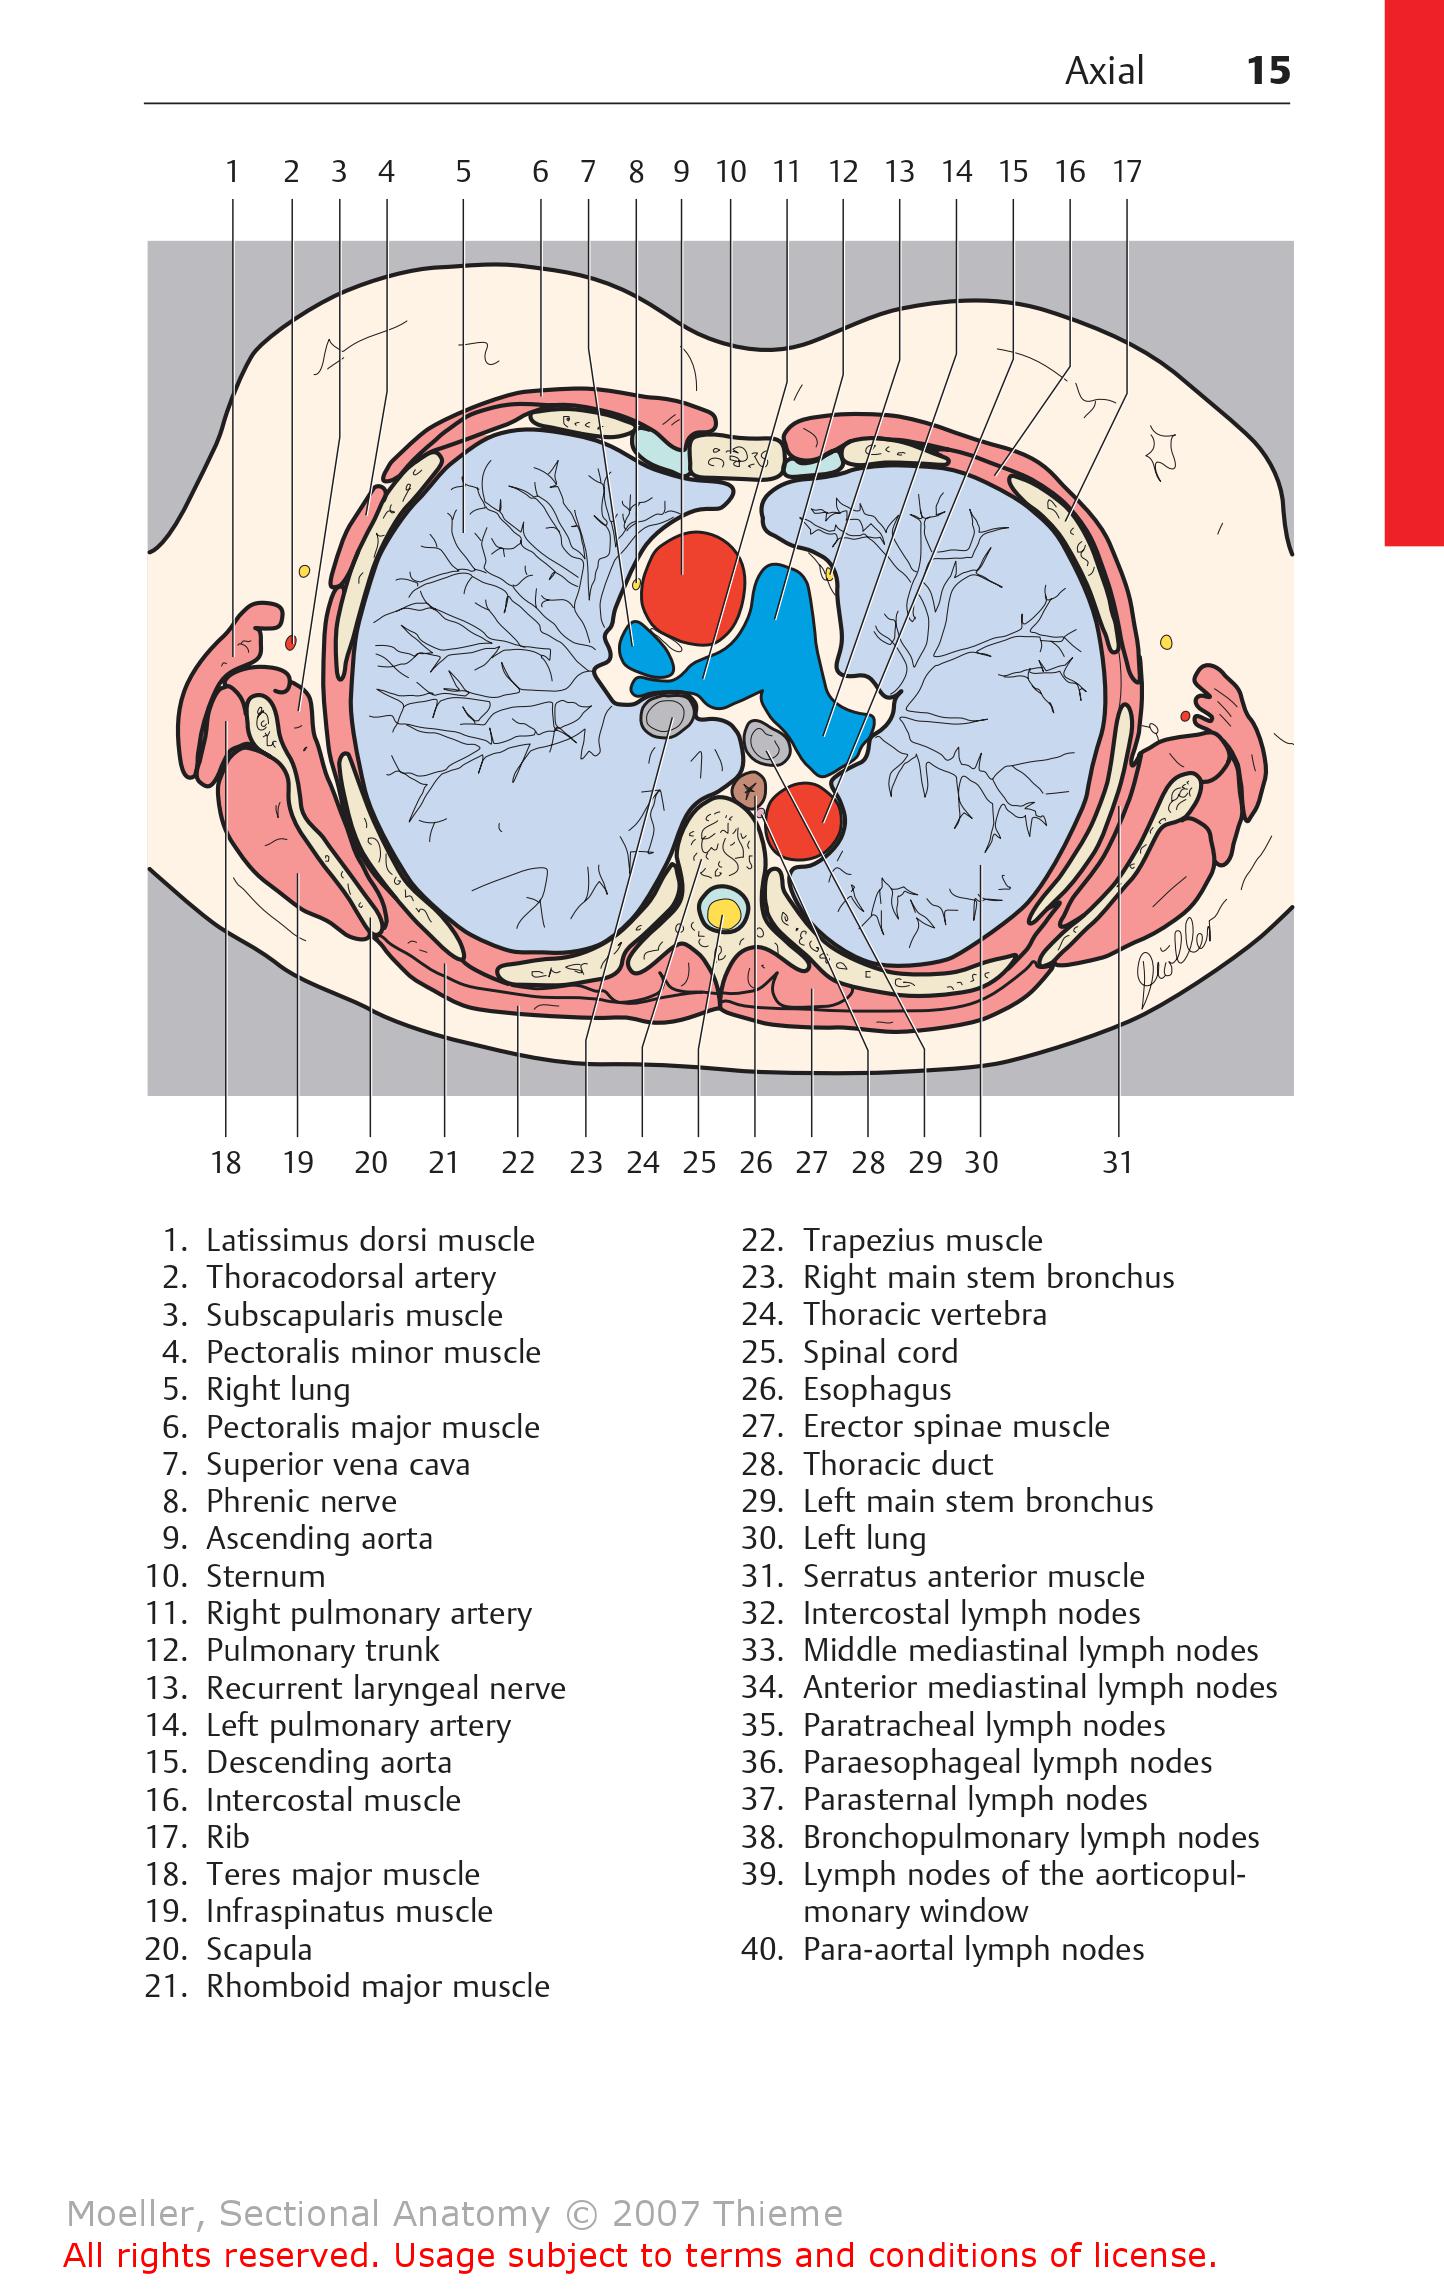 Axial 15
1 2 3 4 5 6 7 8 9 10 11 12 13 14 15 16 17
18 19 20 21 22 23 24 25 26 27 28 29 30 31
1. Latissimus dorsi muscle
2. Thoracodorsal artery
3. Subscapularis muscle
4. Pectoralis minor muscle
5. Right lung
6. Pectoralis major muscle
7. Superior vena cava
8. Phrenic nerve
9. Ascending aorta
10. Sternum
11. Right pulmonary artery
12. Pulmonary trunk
13. Recurrent laryngeal nerve
14. Left pulmonary artery
15. Descending aorta
16. Intercostal muscle
17. Rib
18. Teres major muscle
19. Infraspinatus muscle
20. Scapula
21. Rhomboid major muscle
22. Trapezius muscle
23. Right main stem bronchus
24. Thoracic vertebra
25. Spinal cord
26. Esophagus
27. Erector spinae muscle
28. Thoracic duct
29. Left main stem bronchus
30. Left lung
31. Serratus anterior muscle
32. Intercostal lymph nodes
33. Middle mediastinal lymph nodes
34. Anterior mediastinal lymph nodes
35. Paratracheal lymph nodes
36. Paraesophageal lymph nodes
37. Parasternal lymph nodes
38. Bronchopulmonary lymph nodes
39. Lymph nodes of the aorticopul-
monary window
40. Para-aortal lymph nodes
Moeller, Sectional Anatomy © 2007 Thieme
All rights reserved. Usage subject to terms and conditions of license.